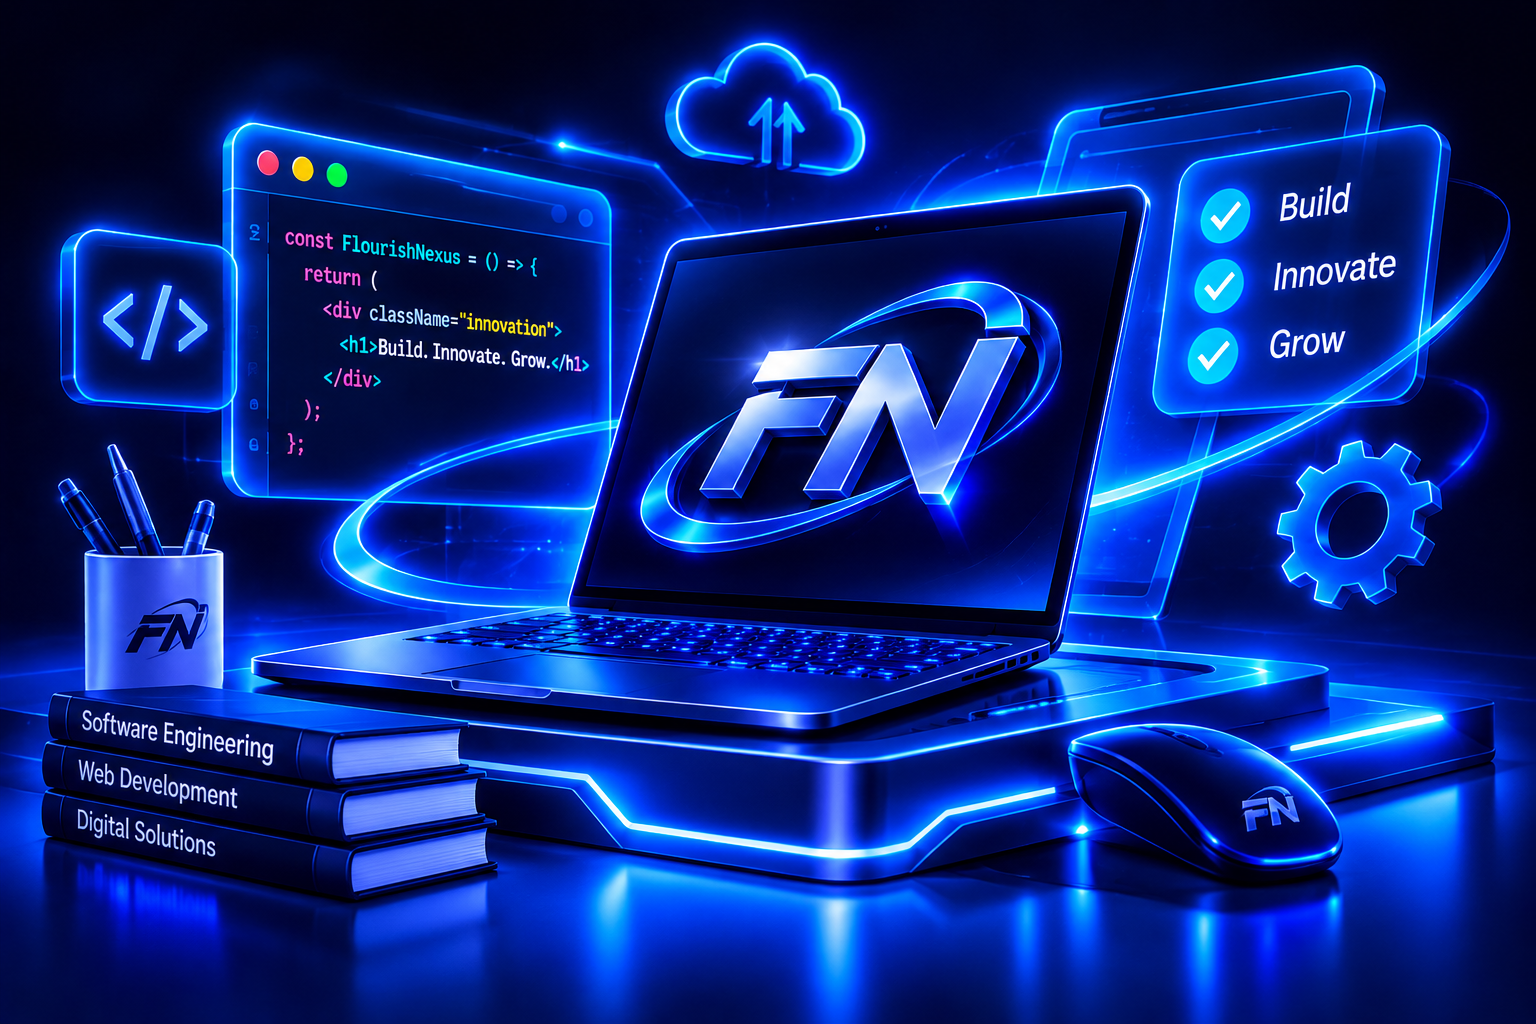 </>
const FlourishNexus = () => {
return (
<div className="innovation">
<h1>Build. Innovate. Grow.</h1>
</div>
);
};
FN
Build
Innovate
Grow
FN
Software Engineering
Web Development
Digital Solutions
FN